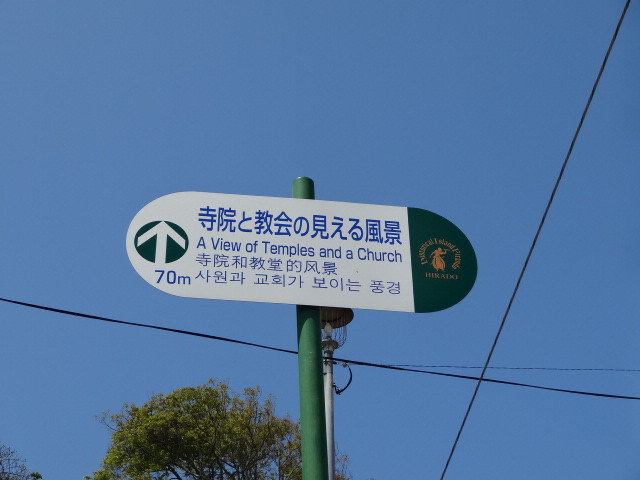 寺院と教会の見える風景
A View of Temples and a Church
寺院和教堂的风景
사원과 교회가 보이는 풍경
70m
HIRADO